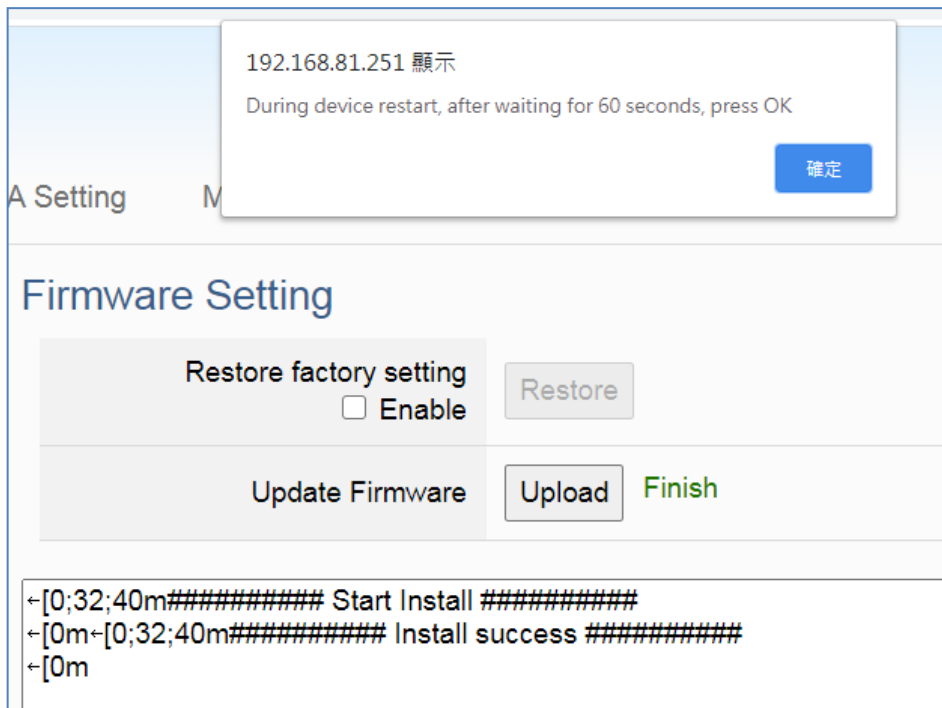 192.168.81.251 顯示
During device restart, after waiting for 60 seconds, press OK
確定
A Setting
M
Firmware Setting
Restore factory setting
Enable
Restore
Update Firmware
Upload
Finish
←[0;32;40m########## Start Install ##########
←[0m←[0;32;40m########## Install success ##########
←[0m